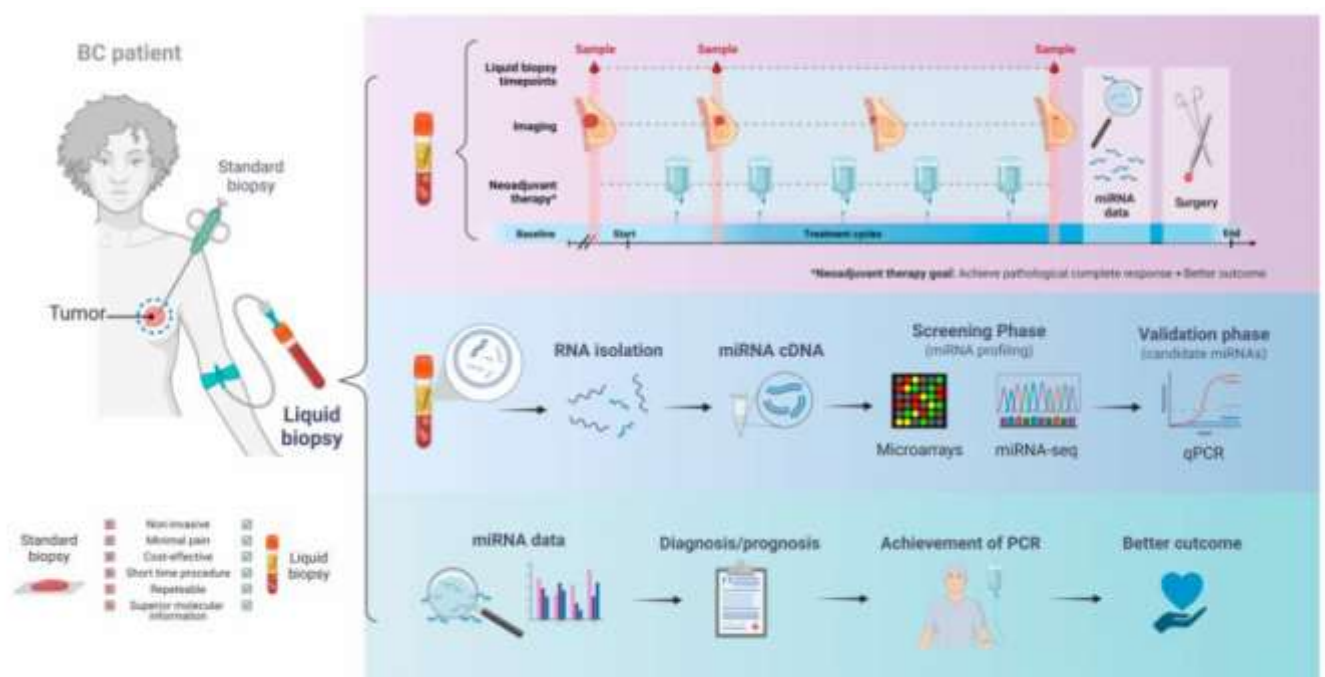 BC patient
Standard
biopsy
Tumor
Liquid
biopsy
Standard
biopsy
Non-invasive
Minimal pain
Cost-effective
Short time procedure
Repeatable
Superior molecular
information
Liquid
biopsy
Sample
Sample
Sample
Liquid biopsy
timepoints
Imaging
Neoadjuvant
therapy*
miRNA
data
Surgery
Baseline
Start
Treatment cycles
End
*Neoadjuvant therapy goal: Achieve pathological complete response • Better outcome
RNA isolation
miRNA cDNA
Screening Phase
(miRNA profiling)
Validation phase
(candidate miRNAs)
Microarrays
miRNA-seq
qPCR
miRNA data
Diagnosis/prognosis
Achievement of PCR
Better outcome